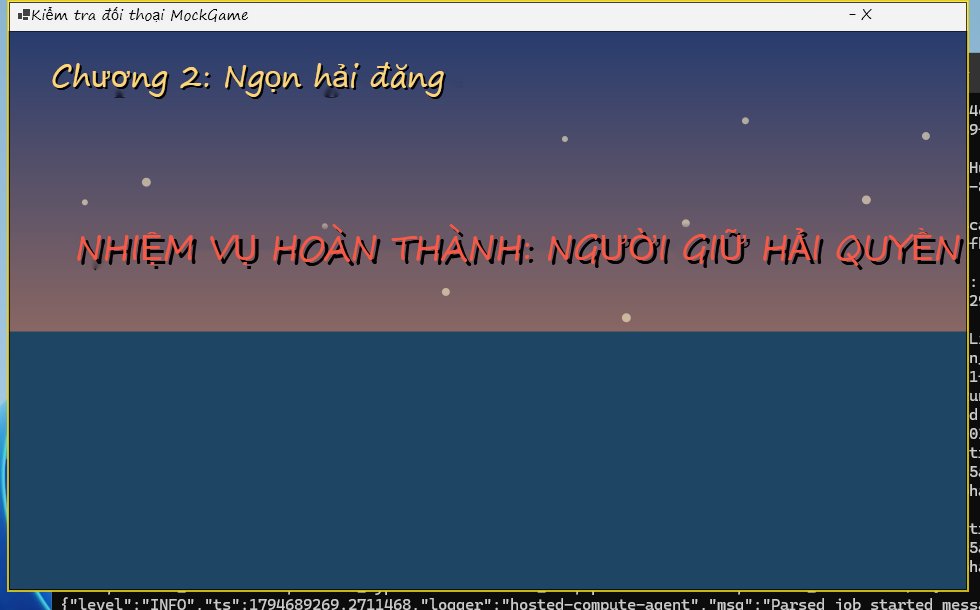 Kiểm tra đối thoại MockGame
- X
Chương 2: Ngọn hải đăng
NHIỆM VỤ HOÀN THÀNH: NGƯỜI GIỮ HẢI QUYỀN
{"level":"INFO","ts":1794689269.2711468,"logger":"hosted-compute-agent","msg":"Parsed job started mes